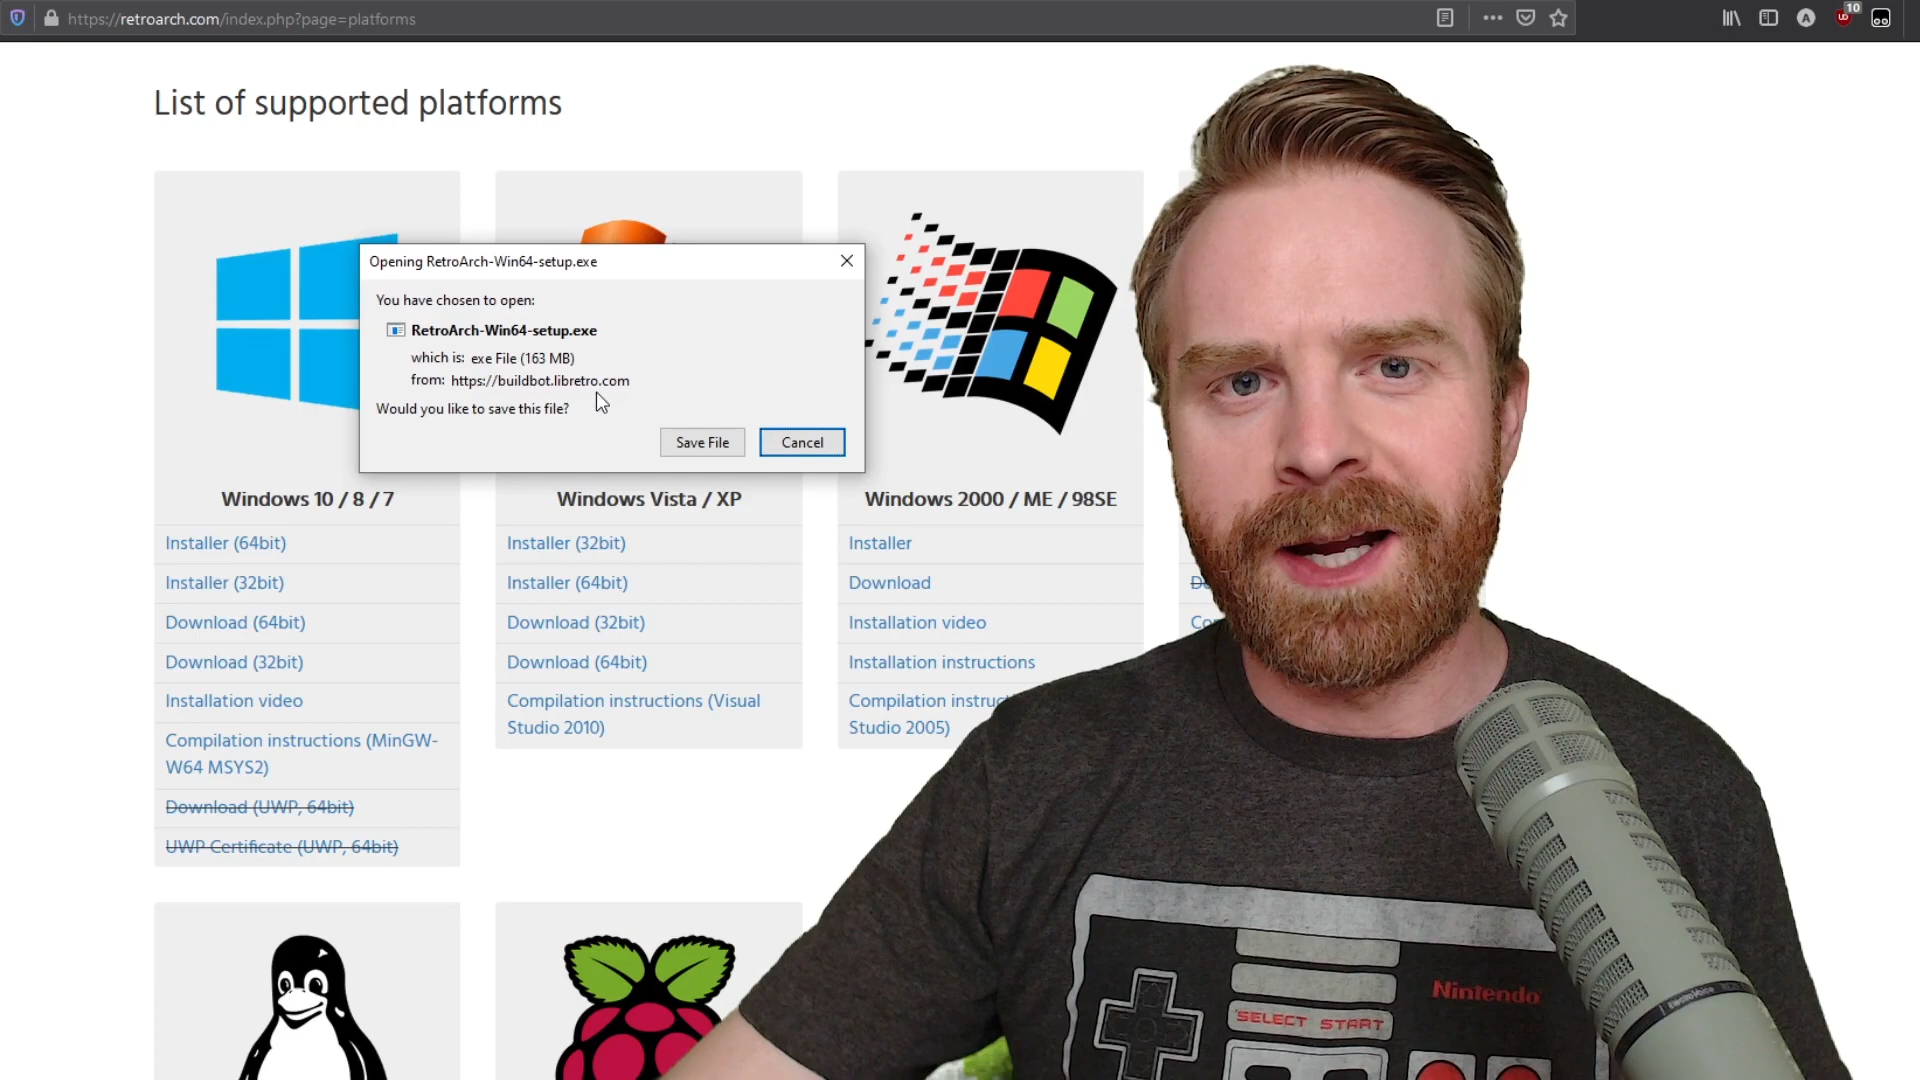 https://retroarch.com/index.php?page=platforms
10
List of supported platforms
Opening RetroArch-Win64-setup.exe
You have chosen to open:
RetroArch-Win64-setup.exe
which is: exe File (163 MB)
from: https://buildbot.libretro.com
Would you like to save this file?
Save File
Cancel
Windows 10 / 8 / 7
Installer (64bit)
Installer (32bit)
Download (64bit)
Download (32bit)
Installation video
Compilation instructions (MinGW-
W64 MSYS2)
Download (UWP, 64bit)
UWP Certificate (UWP, 64bit)
Windows Vista / XP
Installer (32bit)
Installer (64bit)
Download (32bit)
Download (64bit)
Compilation instructions (Visual
Studio 2010)
Windows 2000 / ME / 98SE
Installer
Download
Installation video
Installation instructions
Compilation
Studio 2005)
Nintendo
SELECT START